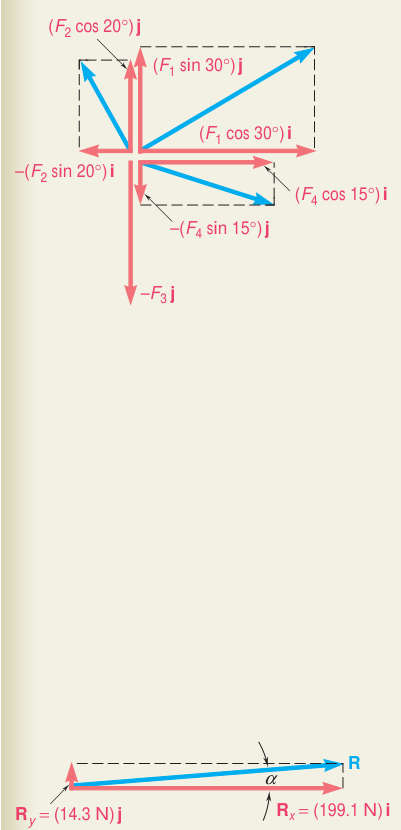 (F₂ cos 20°) j
(F₁ sin 30°) j
(F₁ cos 30°) i
–(F₂ sin 20°) i
(F₄ cos 15°) i
–(F₄ sin 15°) j
–F₃ j
R
α
Rₓ = (199.1 N) i
R_y = (14.3 N) j